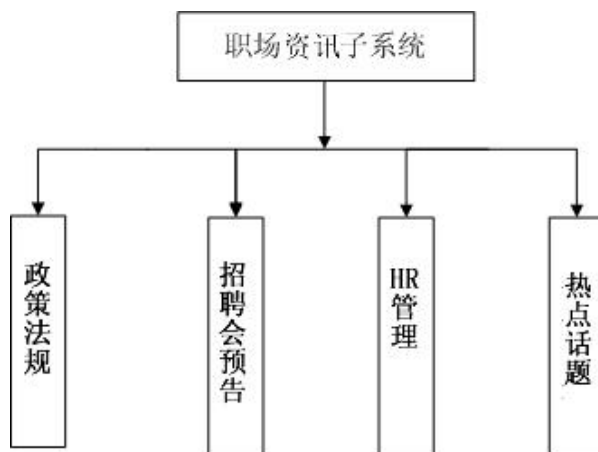 职场资讯子系统
政策法规
招聘会预告
HR管理
热点话题